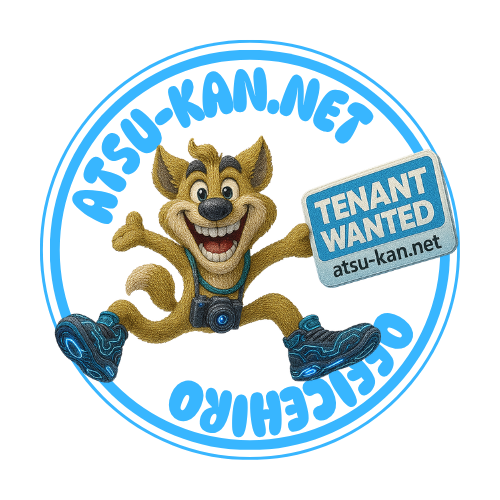 ATSU-KAN.NET
TENANT
WANTED
atsu-kan.net
OFFICEHIRO